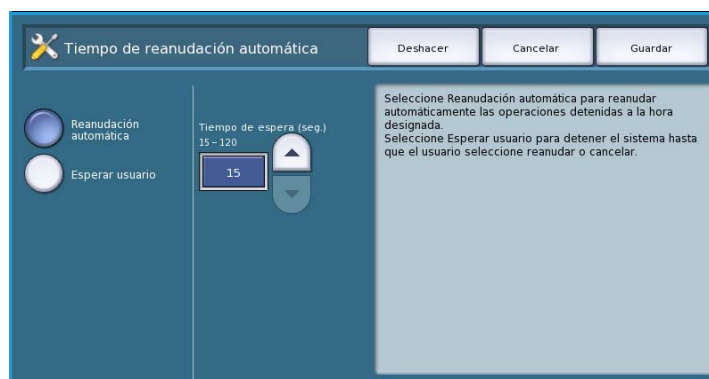 Tiempo de reanudación automática
Deshacer
Cancelar
Guardar
Reanudación
automática
Esperar usuario
Tiempo de espera (seg.)
15-120
15
Seleccione Reanudación automática para reanudar
automáticamente las operaciones detenidas a la hora
designada.
Seleccione Esperar usuario para detener el sistema hasta
que el usuario seleccione reanudar o cancelar.